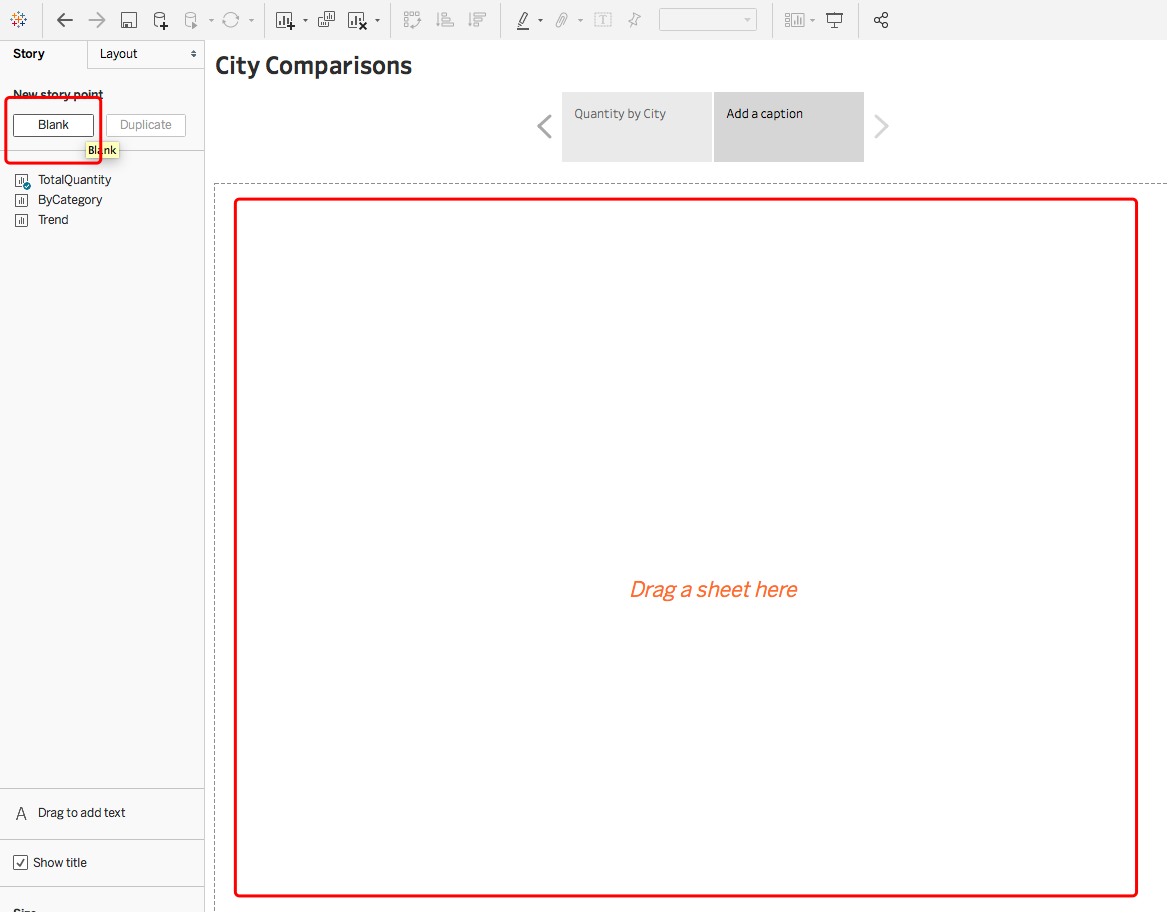 Story
Layout
City Comparisons
New story point
Blank
Duplicate
Blank
Quantity by City
Add a caption
TotalQuantity
ByCategory
Trend
Drag a sheet here
A Drag to add text
Show title
Size